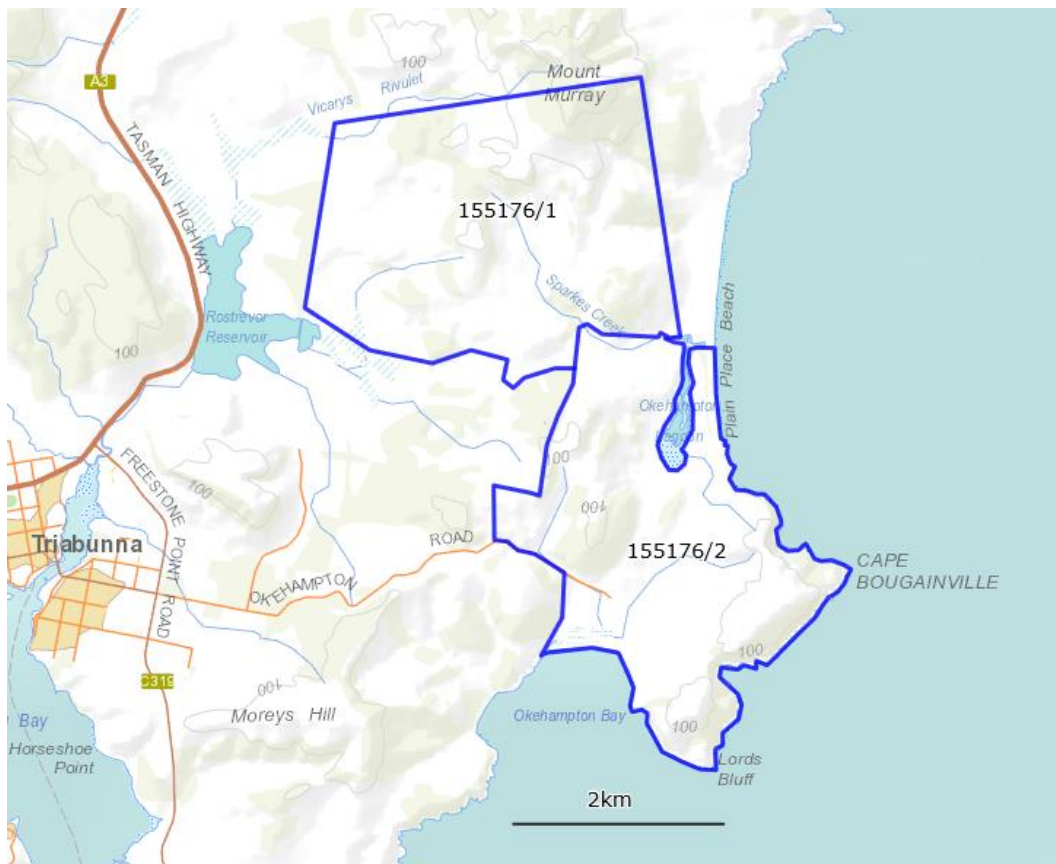 100
Mount
Murray
A3
Vicarys Rivulet
TASMAN HIGHWAY
155176/1
Sparkes Creek
Rostrevor
Reservoir
100
Plain Place Beach
Okehampton
Lagoon
100
100
100
FREESTONE POINT ROAD
Triabunna
ROAD
155176/2
CAPE
BOUGAINVILLE
OKEHAMPTON
100
C319
100
Moreys Hill
Okehampton Bay
100
Bay
Horseshoe
Point
Lords
Bluff
2km